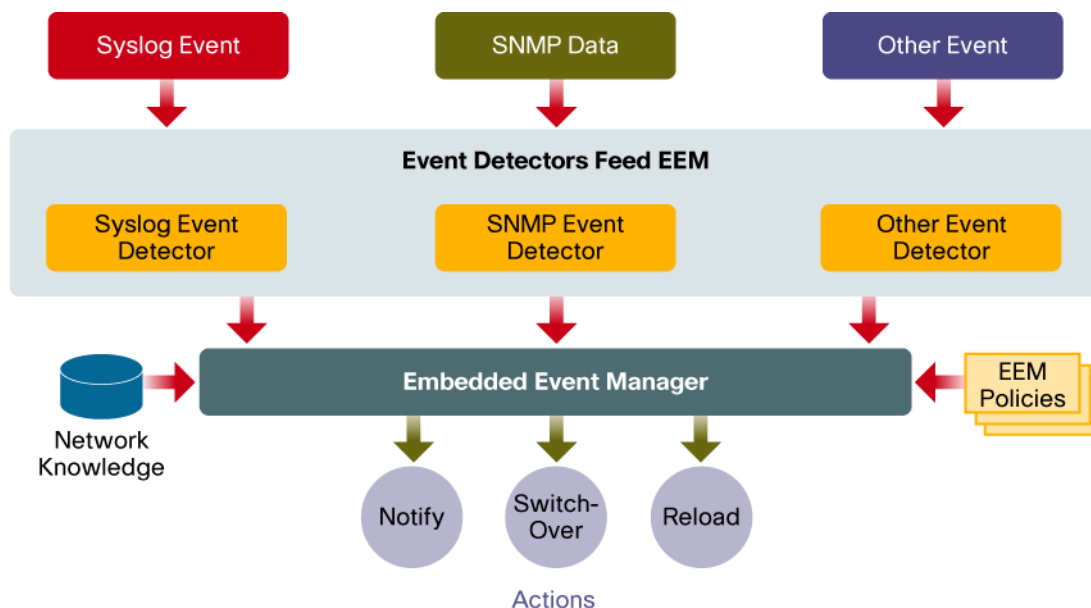 Syslog Event
SNMP Data
Other Event
Event Detectors Feed EEM
Syslog Event
Detector
SNMP Event
Detector
Other Event
Detector
Embedded Event Manager
Network
Knowledge
EEM
Policies
Notify
Switch-
Over
Reload
Actions